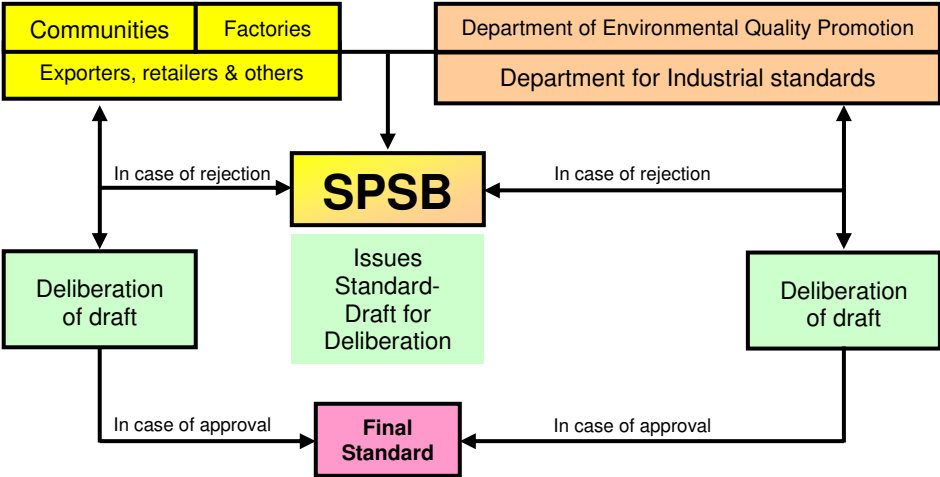 Communities
Factories
Department of Environmental Quality Promotion
Exporters, retailers & others
Department for Industrial standards
In case of rejection
SPSB
In case of rejection
Issues
Standard-
Draft for
Deliberation
Deliberation
of draft
Deliberation
of draft
In case of approval
Final
Standard
In case of approval